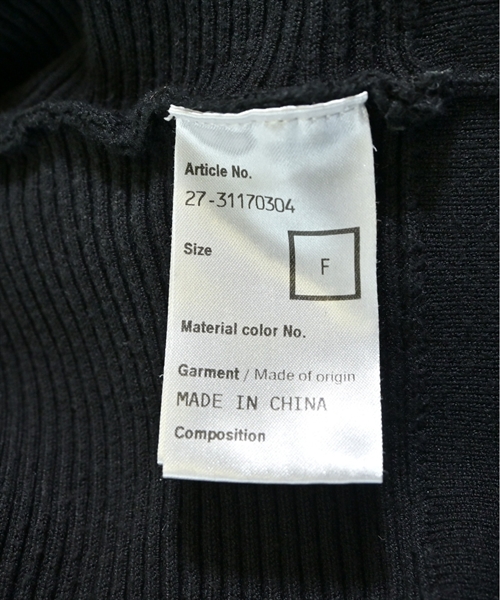 Article No.
27-31170304
Size
F
Material color No.
Garment / Made of origin
MADE IN CHINA
Composition